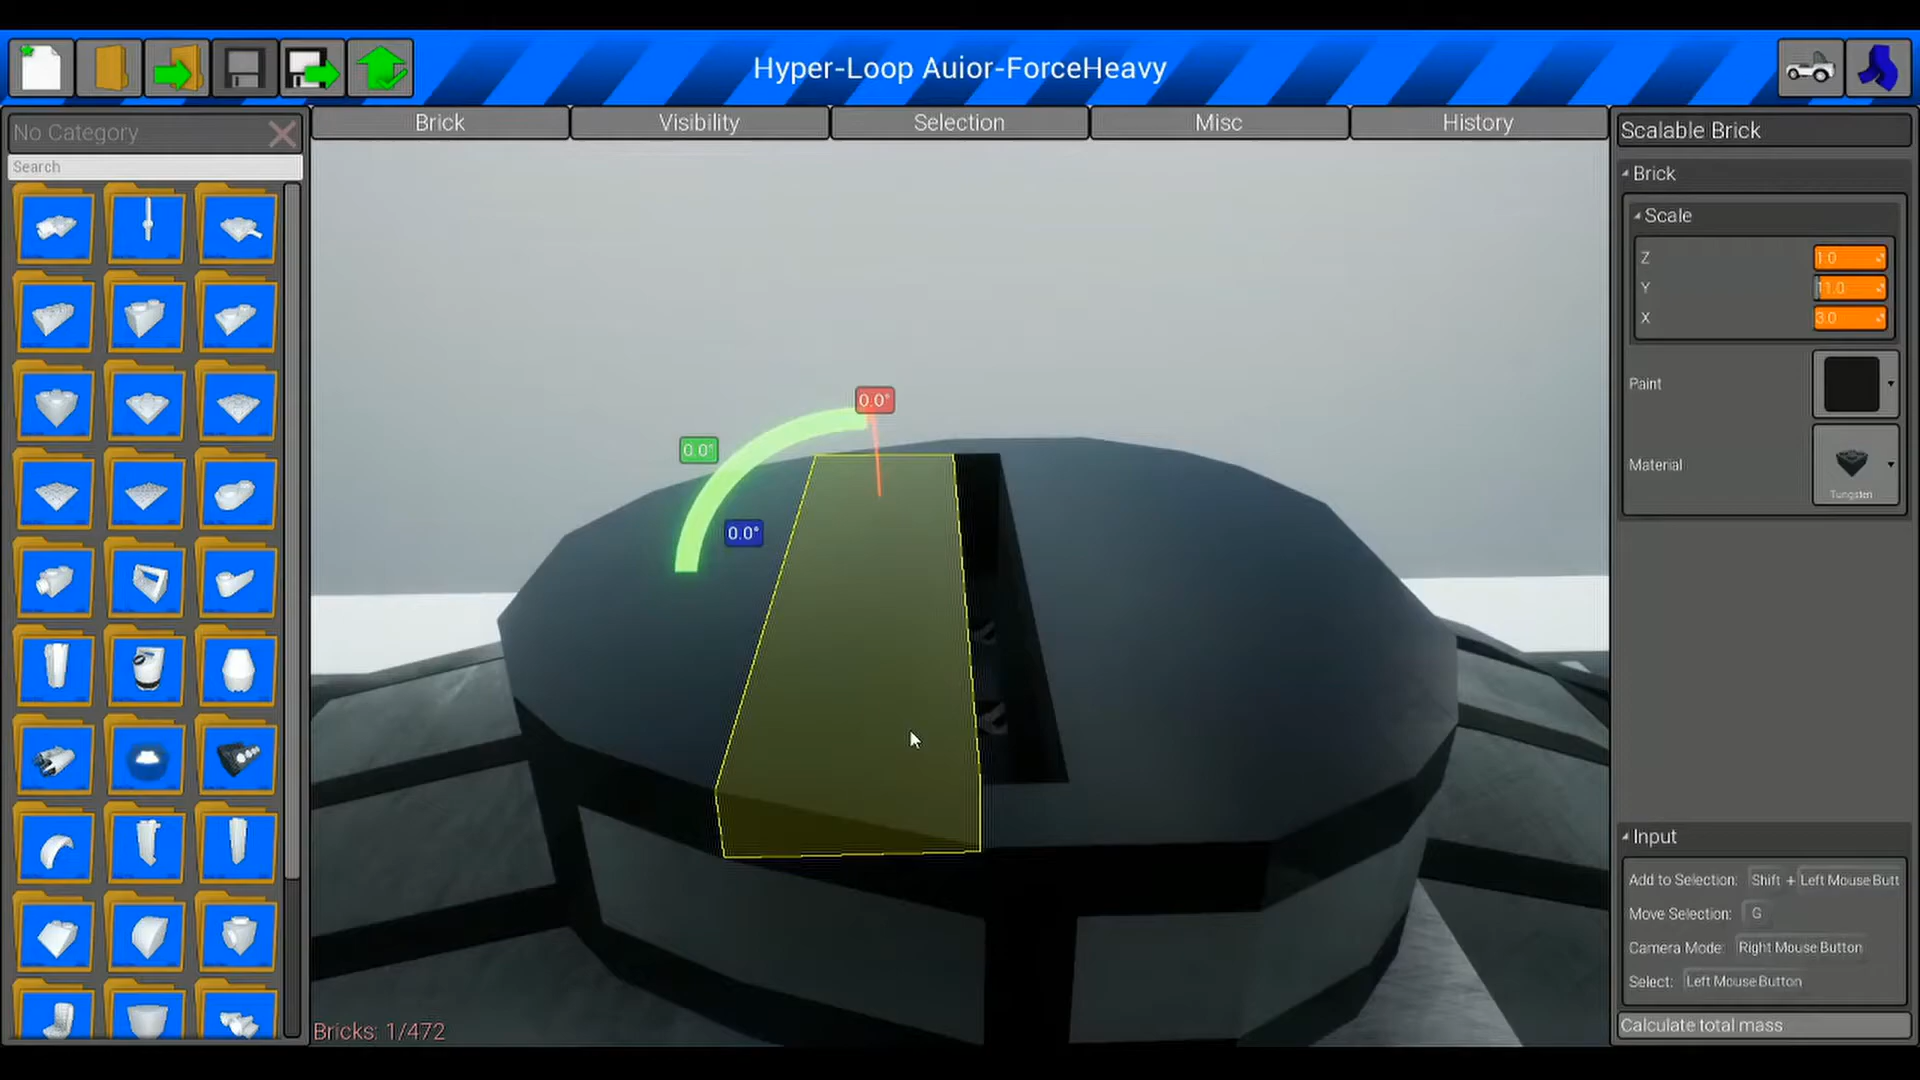 Hyper-Loop Auior-ForceHeavy
No Category
Search
Brick
Visibility
Selection
Misc
History
0.0°
0.0°
0.0°
Bricks: 1/472
Scalable Brick
Brick
Scale
Z 1.0
Y 11.0
X 3.0
Paint
Material
Tungsten
Input
Add to Selection: Shift + Left Mouse Butt
Move Selection: G
Camera Mode: Right Mouse Button
Select: Left Mouse Button
Calculate total mass